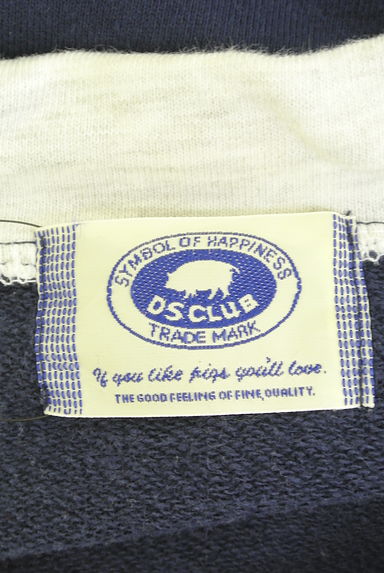 SYMBOL OF HAPPINESS
D.S.CLUB
TRADE MARK
If you like pigs you'll love.
THE GOOD FEELING OF FINE QUALITY.